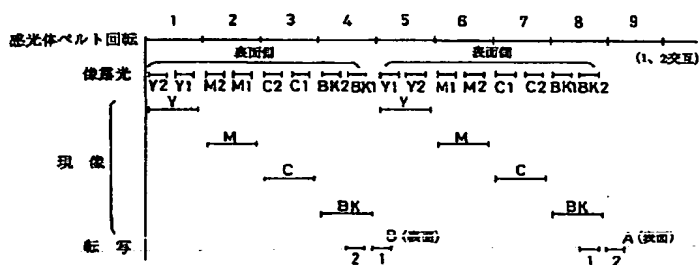 1 2 3 4 5 6 7 8 9
感光体ベルト回転
表面側 表面側 (1、2交互)
像露光
Y2 Y1 M2 M1 C2 C1 BK2 BK1 Y1 Y2 M1 M2 C1 C2 BK1 BK2
Y Y
M M
現像
C C
BK BK
B (表面) A (表面)
転写
2 1 1 2